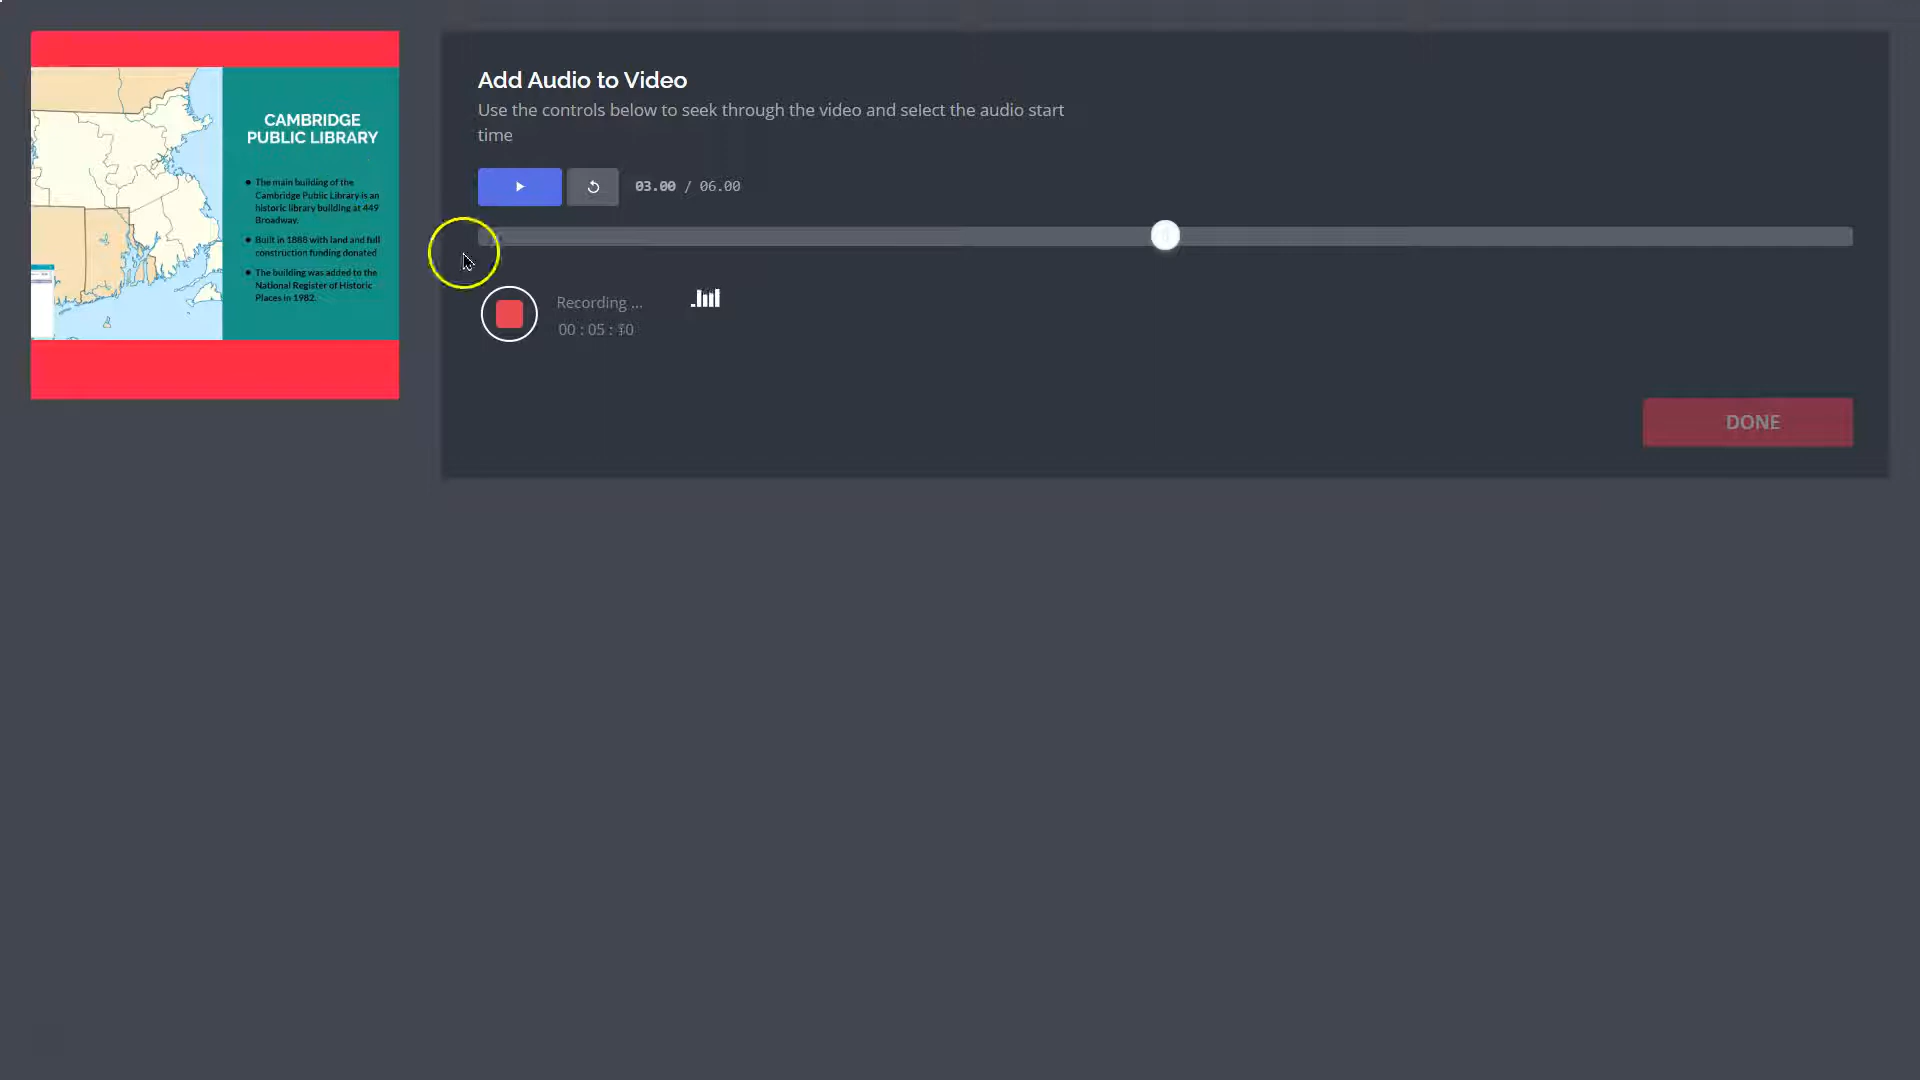 CAMBRIDGE
PUBLIC LIBRARY
The main building of the
Cambridge Public Library is an
historic library building at 449
Broadway.
Built in 1888 with land and full
construction funding donated
The building was added to the
National Register of Historic
Places in 1982.
Add Audio to Video
Use the controls below to seek through the video and select the audio start
time
03.00 / 06.00
Recording ...
00 : 05 :
DONE